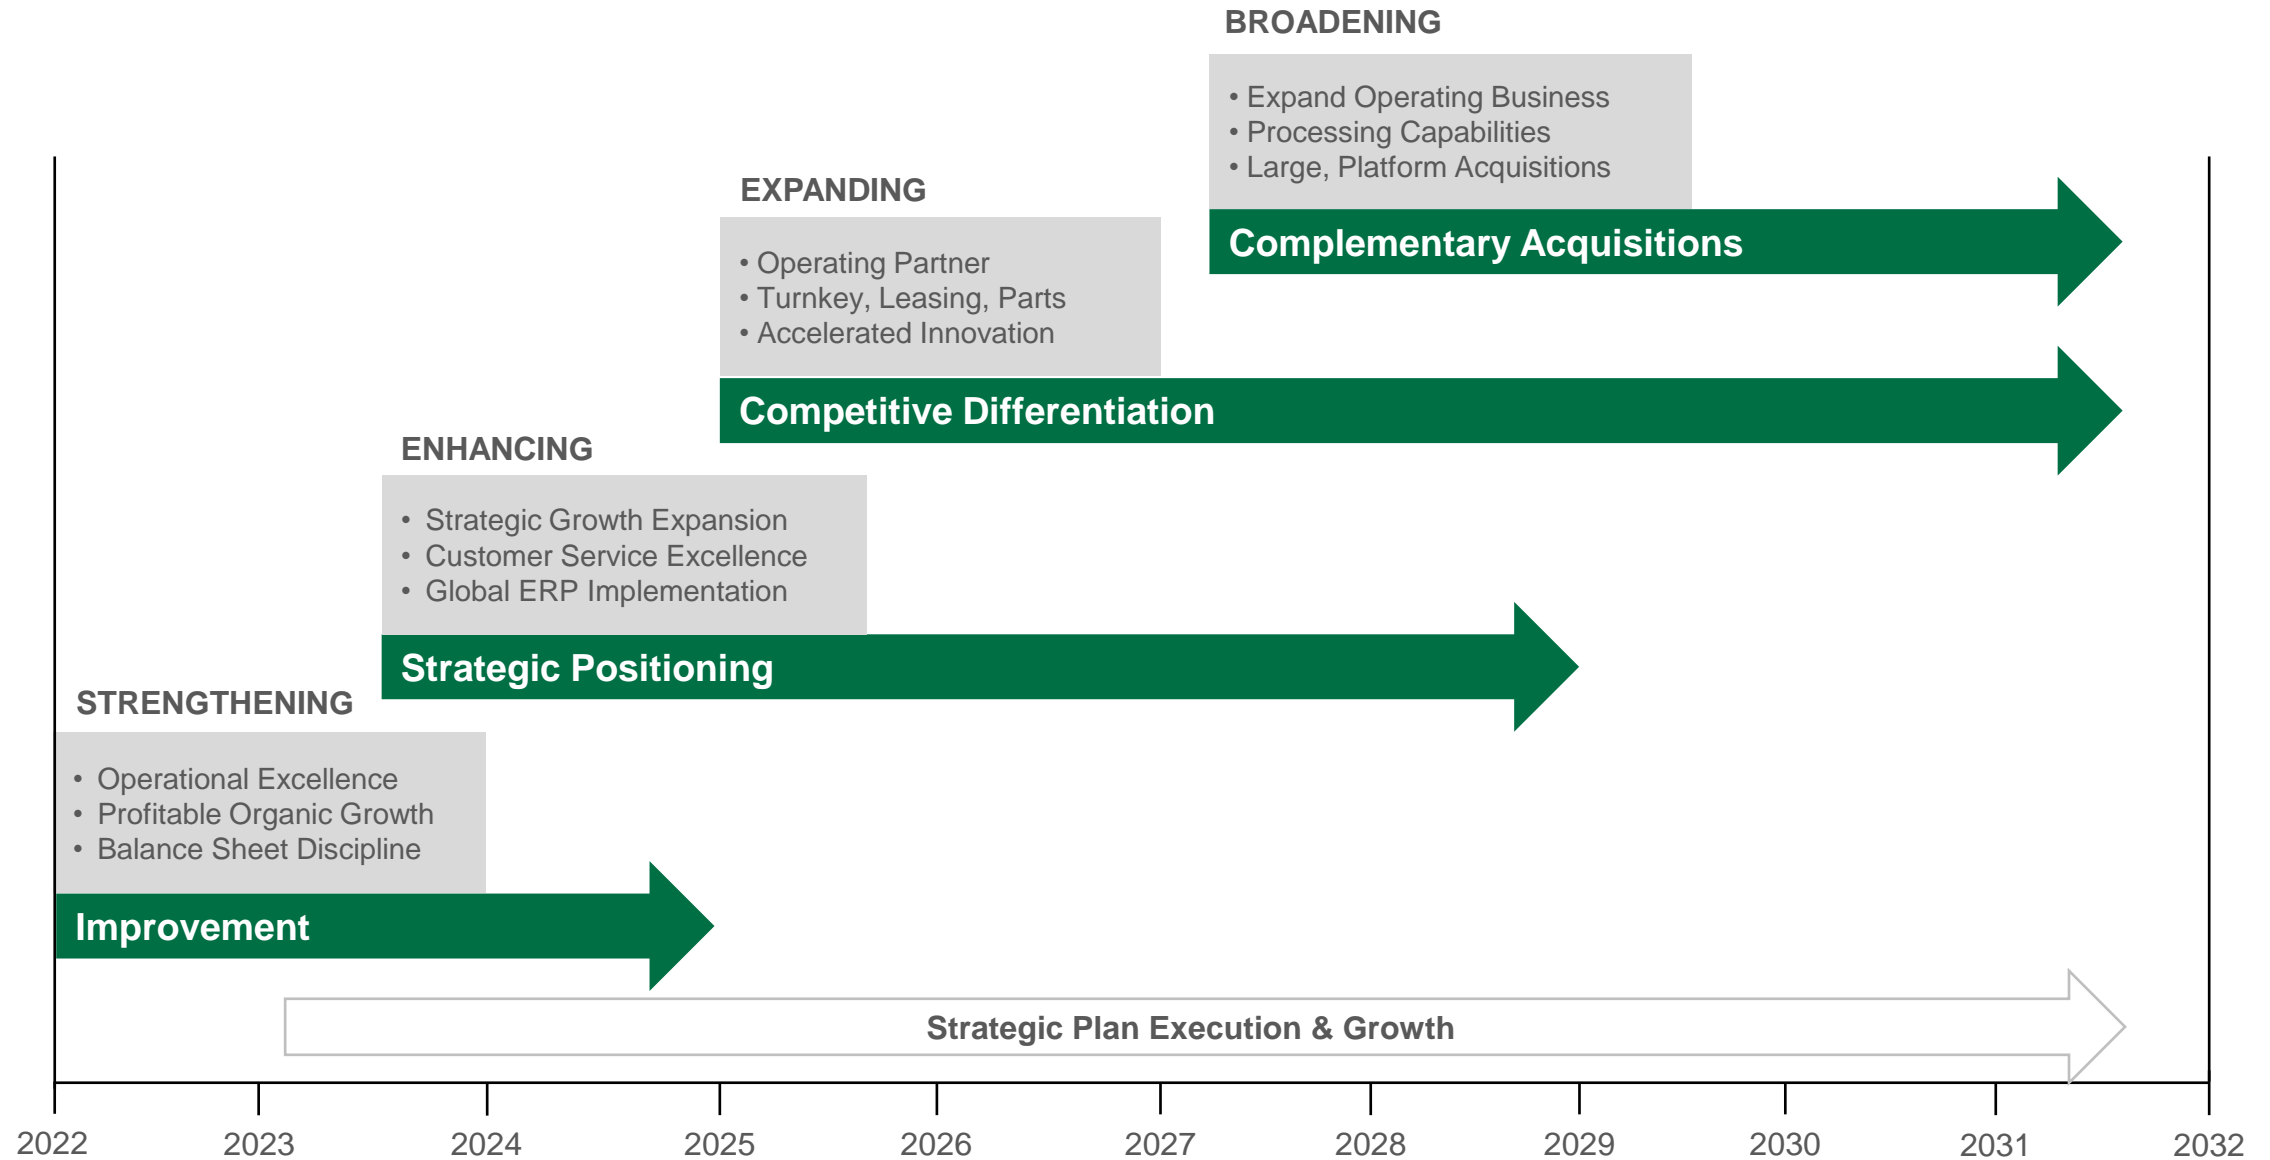 BROADENING
• Expand Operating Business
• Processing Capabilities
• Large, Platform Acquisitions
Complementary Acquisitions
EXPANDING
• Operating Partner
• Turnkey, Leasing, Parts
• Accelerated Innovation
Competitive Differentiation
ENHANCING
• Strategic Growth Expansion
• Customer Service Excellence
• Global ERP Implementation
Strategic Positioning
STRENGTHENING
• Operational Excellence
• Profitable Organic Growth
• Balance Sheet Discipline
Improvement
Strategic Plan Execution & Growth
2022 2023 2024 2025 2026 2027 2028 2029 2030 2031 2032